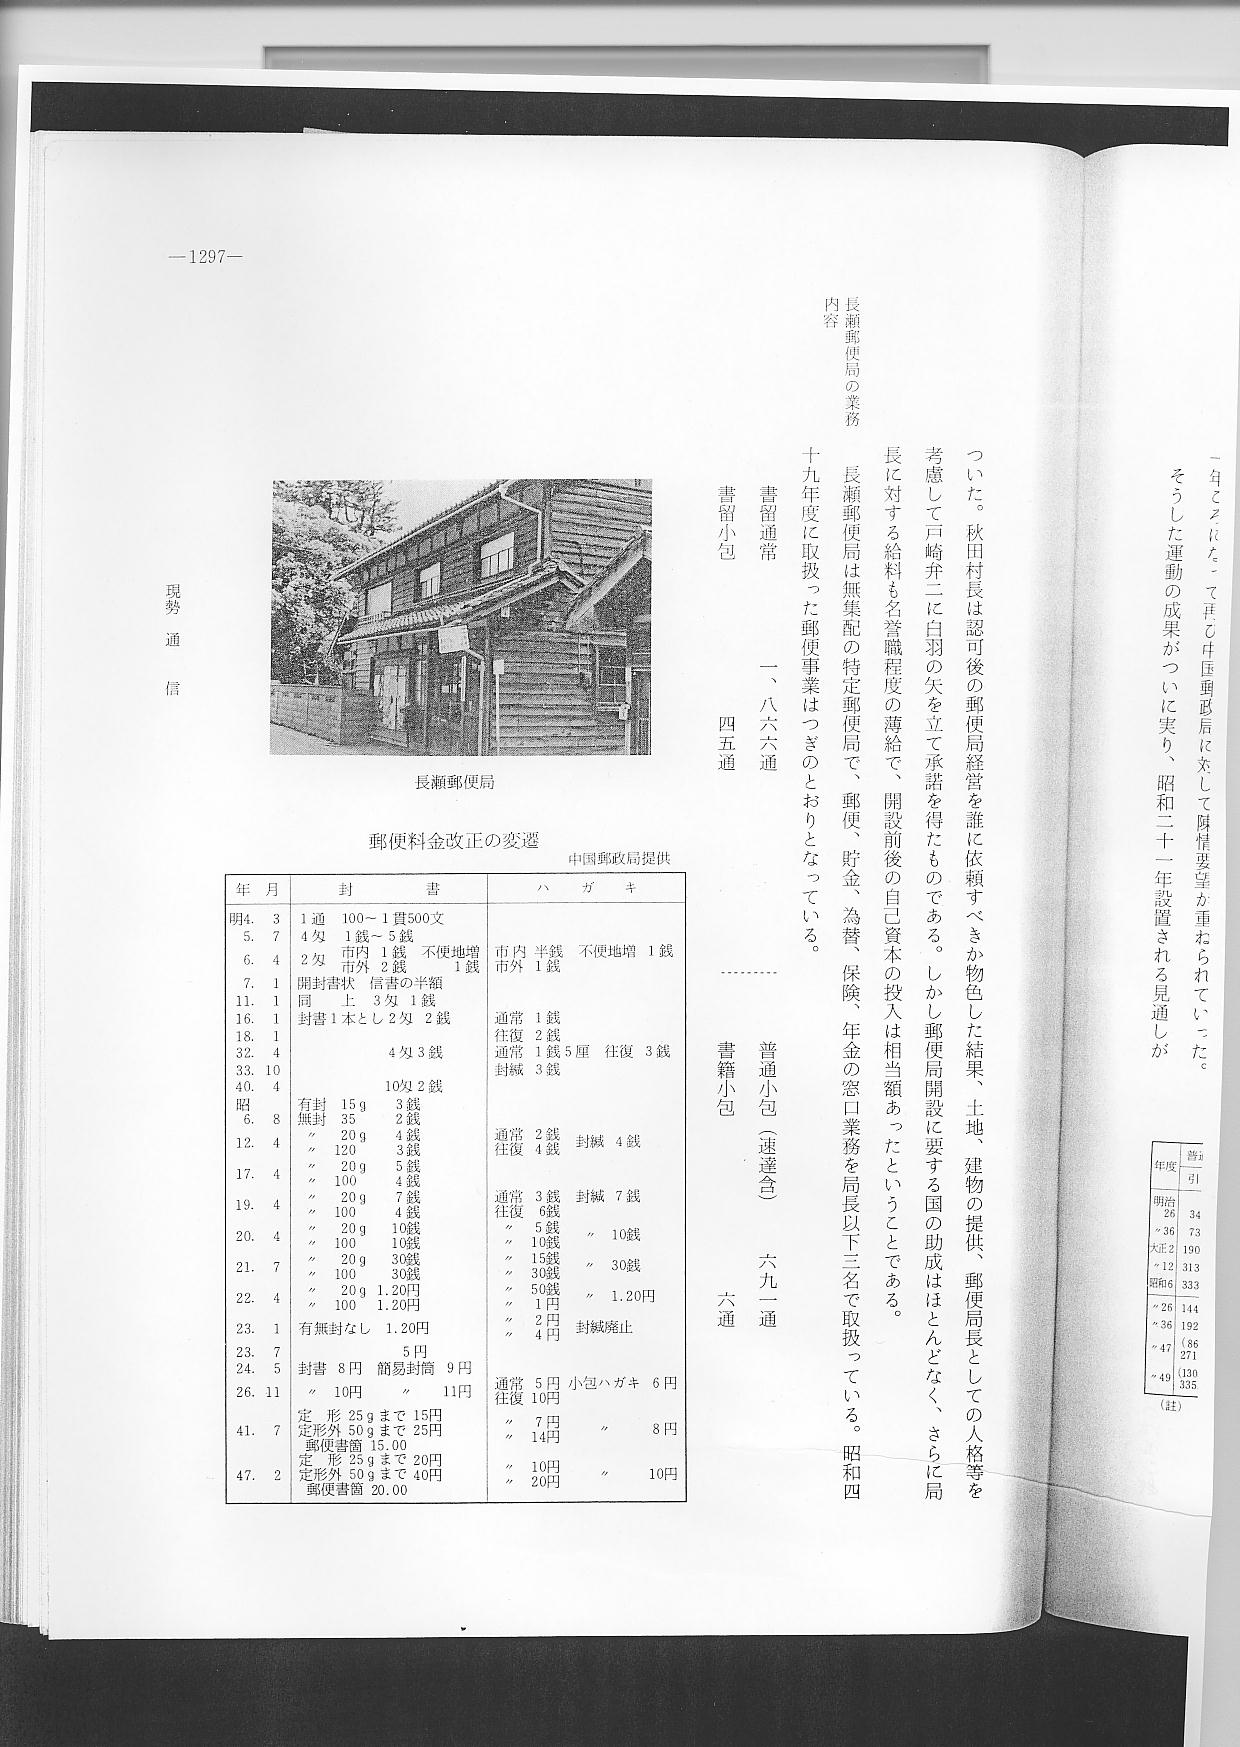 年ごろになって再び中国郵政局に対して陳情要望が重ねられていった。
そうした運動の成果がついに実り、昭和二十一年設置される見通しが
年度
引
明治
26 34
〃36 73
大正2 190
〃12 313
昭和6 333
〃26 144
〃36 192
〃47 (86
271
〃49 (130
335
(註)
ついた。秋田村長は認可後の郵便局経営を誰に依頼すべきか物色した結果、土地、建物の提供、郵便局長としての人格等を
考慮して戸崎弁二に白羽の矢を立て承諾を得たものである。しかし郵便局開設に要する国の助成はほとんどなく、さらに局
長に対する給料も名誉職程度の薄給で、開設前後の自己資本の投入は相当額あったということである。
長瀬郵便局の業務
内容
長瀬郵便局は無集配の特定郵便局で、郵便、貯金、為替、保険、年金の窓口業務を局長以下三名で取扱っている。昭和四
十九年度に取扱った郵便事業はつぎのとおりとなっている。
書留通常 一、八六六通 普通小包(速達含) 六九一通
書留小包 四五通 書籍小包 六通
長瀬郵便局
郵便料金改正の変遷
中国郵政局提供
年 月 封 書 ハ ガ キ
明4. 3 1通 100〜1貫500文
5. 7 4匁 1銭〜5銭
6. 4 2匁 市内 1銭 不便地増 市内 半銭 不便地増 1銭
市外 2銭 1銭 市外 1銭
7. 1 開封書状 信書の半額
11. 1 同 上 3匁 1銭
16. 1 封書1本とし2匁 2銭 通常 1銭
18. 1 往復 2銭
32. 4 4匁3銭 通常 1銭5厘 往復 3銭
33. 10 封緘 3銭
40. 4 10匁2銭
昭 有封 15g 3銭
6. 8 無封 35 2銭
12. 4 〃 20g 4銭 通常 2銭 封緘 4銭
〃 120 3銭 往復 4銭
17. 4 〃 20g 5銭
〃 100 4銭
19. 4 〃 20g 7銭 通常 3銭 封緘 7銭
〃 100 4銭 往復 6銭
20. 4 〃 20g 10銭 〃 5銭 〃 10銭
〃 100 10銭 〃 10銭
21. 7 〃 20g 30銭 〃 15銭 〃 30銭
〃 100 30銭 〃 30銭
22. 4 〃 20g 1.20円 〃 50銭 〃 1.20円
〃 100 1.20円 〃 1円
23. 1 有無封なし 1.20円 〃 2円 封緘廃止
〃 4円
23. 7 5円
24. 5 封書 8円 簡易封筒 9円
26. 11 〃 10円 〃 11円 通常 5円 小包ハガキ 6円
往復 10円
定 形 25gまで 15円
41. 7 定形外 50gまで 25円 〃 7円 〃 8円
郵便書簡 15.00 〃 14円
定 形 25gまで 20円
47. 2 定形外 50gまで 40円 〃 10円 〃 10円
郵便書簡 20.00 〃 20円
現勢 通 信
—1297—